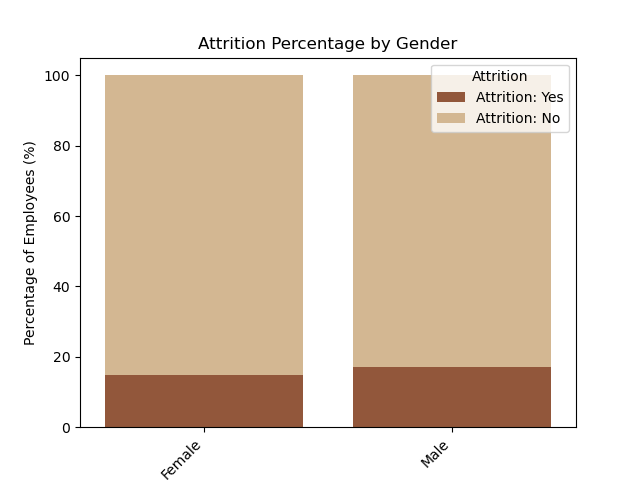 Attrition Percentage by Gender
Attrition
Attrition: Yes
Attrition: No
Percentage of Employees (%)
100
80
60
40
20
0
Female
Male